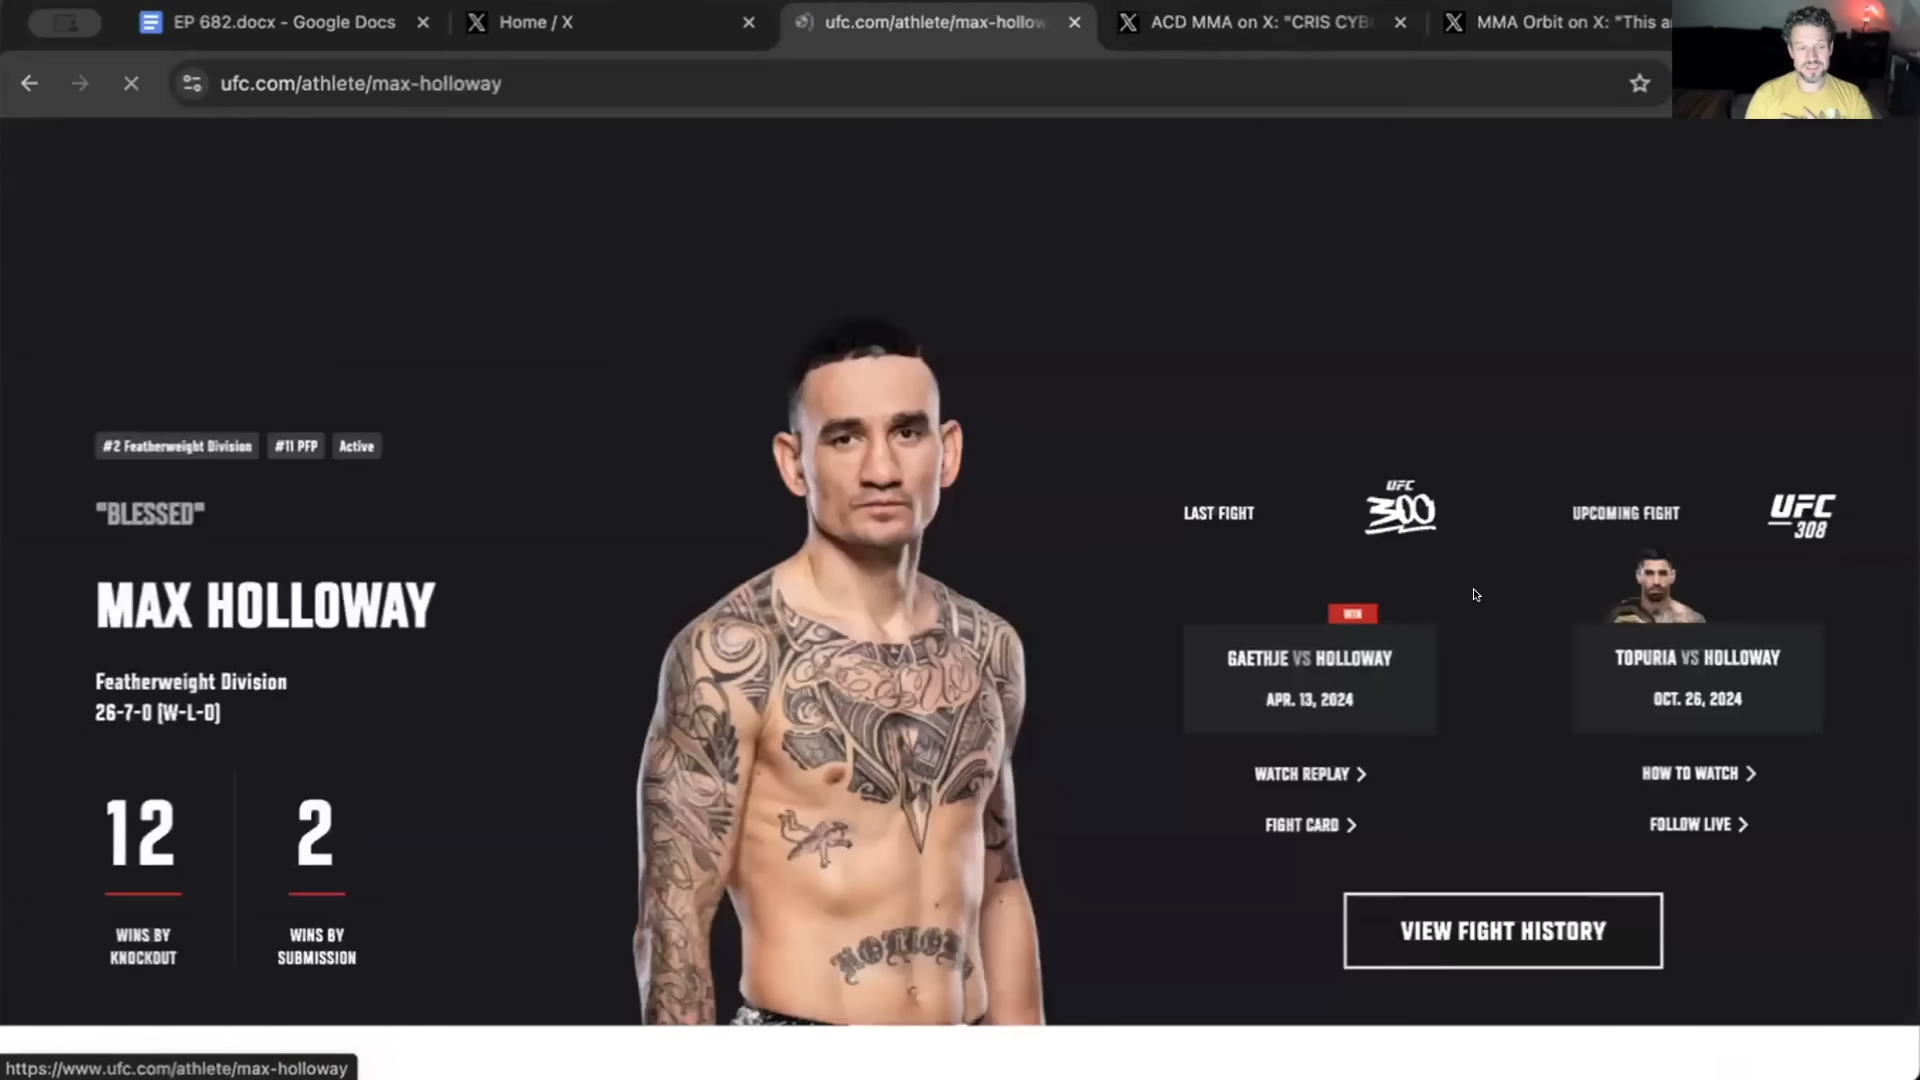 EP 682.docx - Google Docs
Home / X
ufc.com/athlete/max-hollow
ACD MMA on X: "CRIS CYB
MMA Orbit on X: "This a
ufc.com/athlete/max-holloway
#2 Featherweight Division
#11 PFP
Active
"BLESSED"
MAX HOLLOWAY
Featherweight Division
26-7-0 (W-L-D)
12
WINS BY
KNOCKOUT
2
WINS BY
SUBMISSION
LAST FIGHT
UFC
300
WIN
GAETHJE VS HOLLOWAY
APR. 13, 2024
WATCH REPLAY
FIGHT CARD
UPCOMING FIGHT
UFC
308
TOPURIA VS HOLLOWAY
OCT. 26, 2024
HOW TO WATCH
FOLLOW LIVE
VIEW FIGHT HISTORY
https://www.ufc.com/athlete/max-holloway